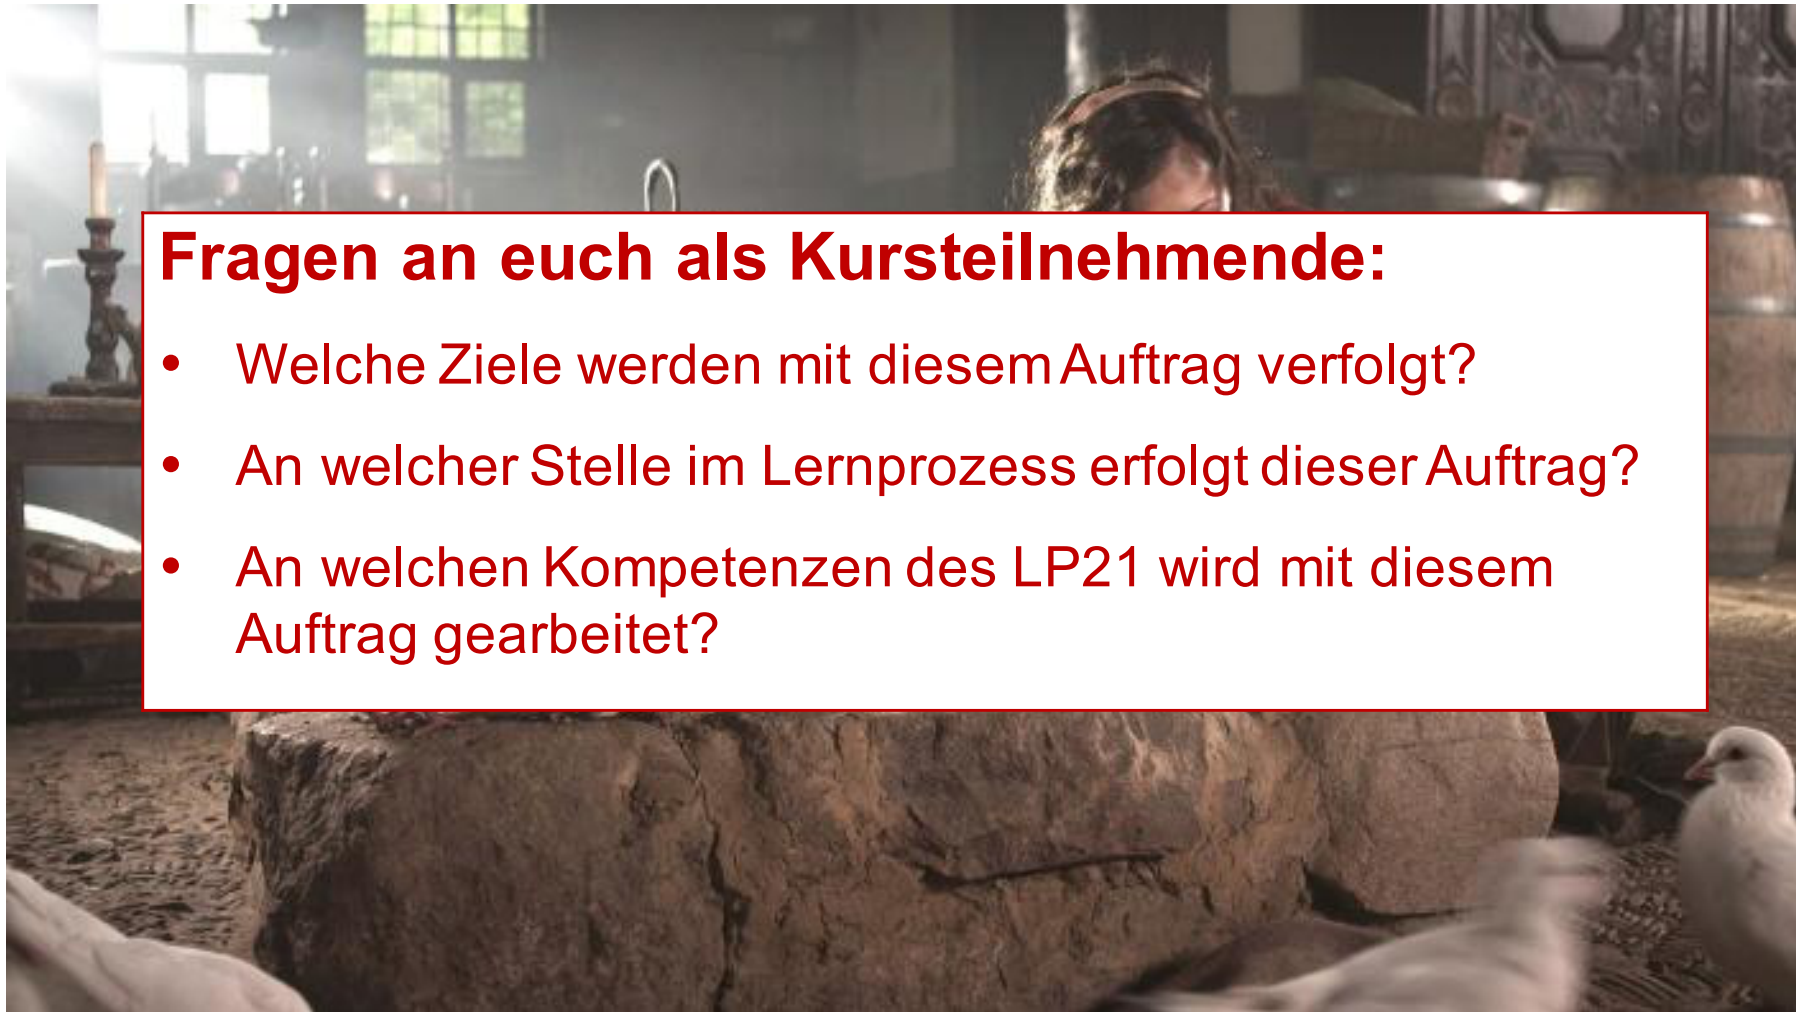 Fragen an euch als Kursteilnehmende:
• Welche Ziele werden mit diesem Auftrag verfolgt?
• An welcher Stelle im Lernprozess erfolgt dieser Auftrag?
• An welchen Kompetenzen des LP21 wird mit diesem
Auftrag gearbeitet?